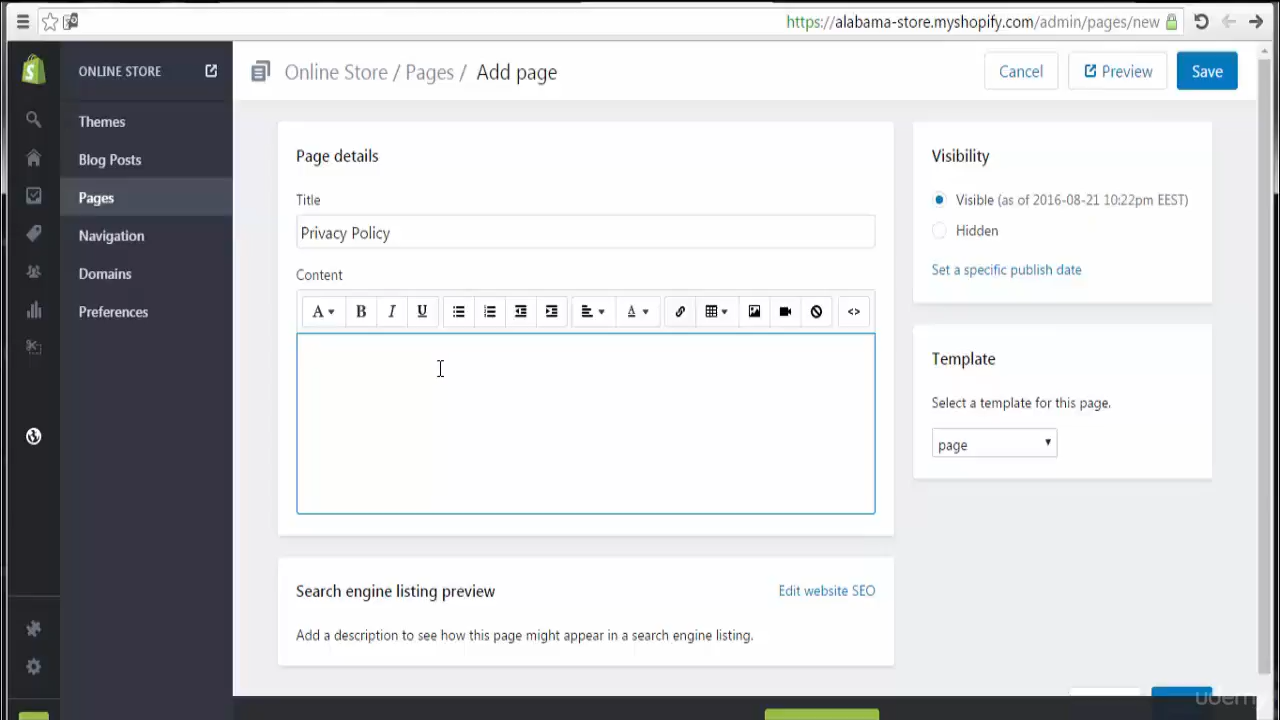 https://alabama-store.myshopify.com/admin/pages/new
ONLINE STORE
Themes
Blog Posts
Pages
Navigation
Domains
Preferences
Online Store / Pages / Add page
Cancel
Preview
Save
Page details
Title
Privacy Policy
Content
A B I U A <>
Visibility
Visible (as of 2016-08-21 10:22pm EEST)
Hidden
Set a specific publish date
Template
Select a template for this page.
page
Search engine listing preview
Edit website SEO
Add a description to see how this page might appear in a search engine listing.
udemy